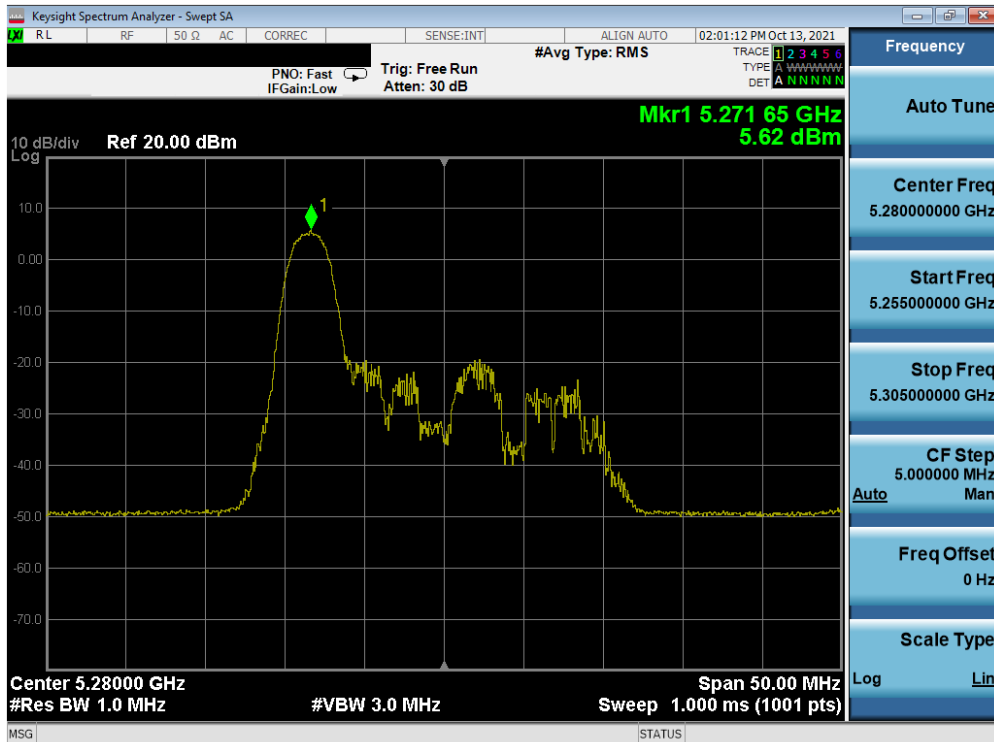 Keysight Spectrum Analyzer - Swept SA
LXI RL RF 50 Ω AC CORREC SENSE:INT ALIGN AUTO 02:01:12 PM Oct 13, 2021
Frequency
#Avg Type: RMS
TRACE 1 2 3 4 5 6
PNO: Fast Trig: Free Run
TYPE A WWWWW
IFGain:Low Atten: 30 dB
DET A N N N N N
Auto Tune
Mkr1 5.271 65 GHz
5.62 dBm
10 dB/div Ref 20.00 dBm
Log
1
10.0
0.00
-10.0
-20.0
-30.0
-40.0
-50.0
-60.0
-70.0
Center Freq
5.280000000 GHz
Start Freq
5.255000000 GHz
Stop Freq
5.305000000 GHz
CF Step
5.000000 MHz
Auto Man
Freq Offset
0 Hz
Scale Type
Log Lin
Center 5.28000 GHz Span 50.00 MHz
#Res BW 1.0 MHz #VBW 3.0 MHz Sweep 1.000 ms (1001 pts)
MSG STATUS